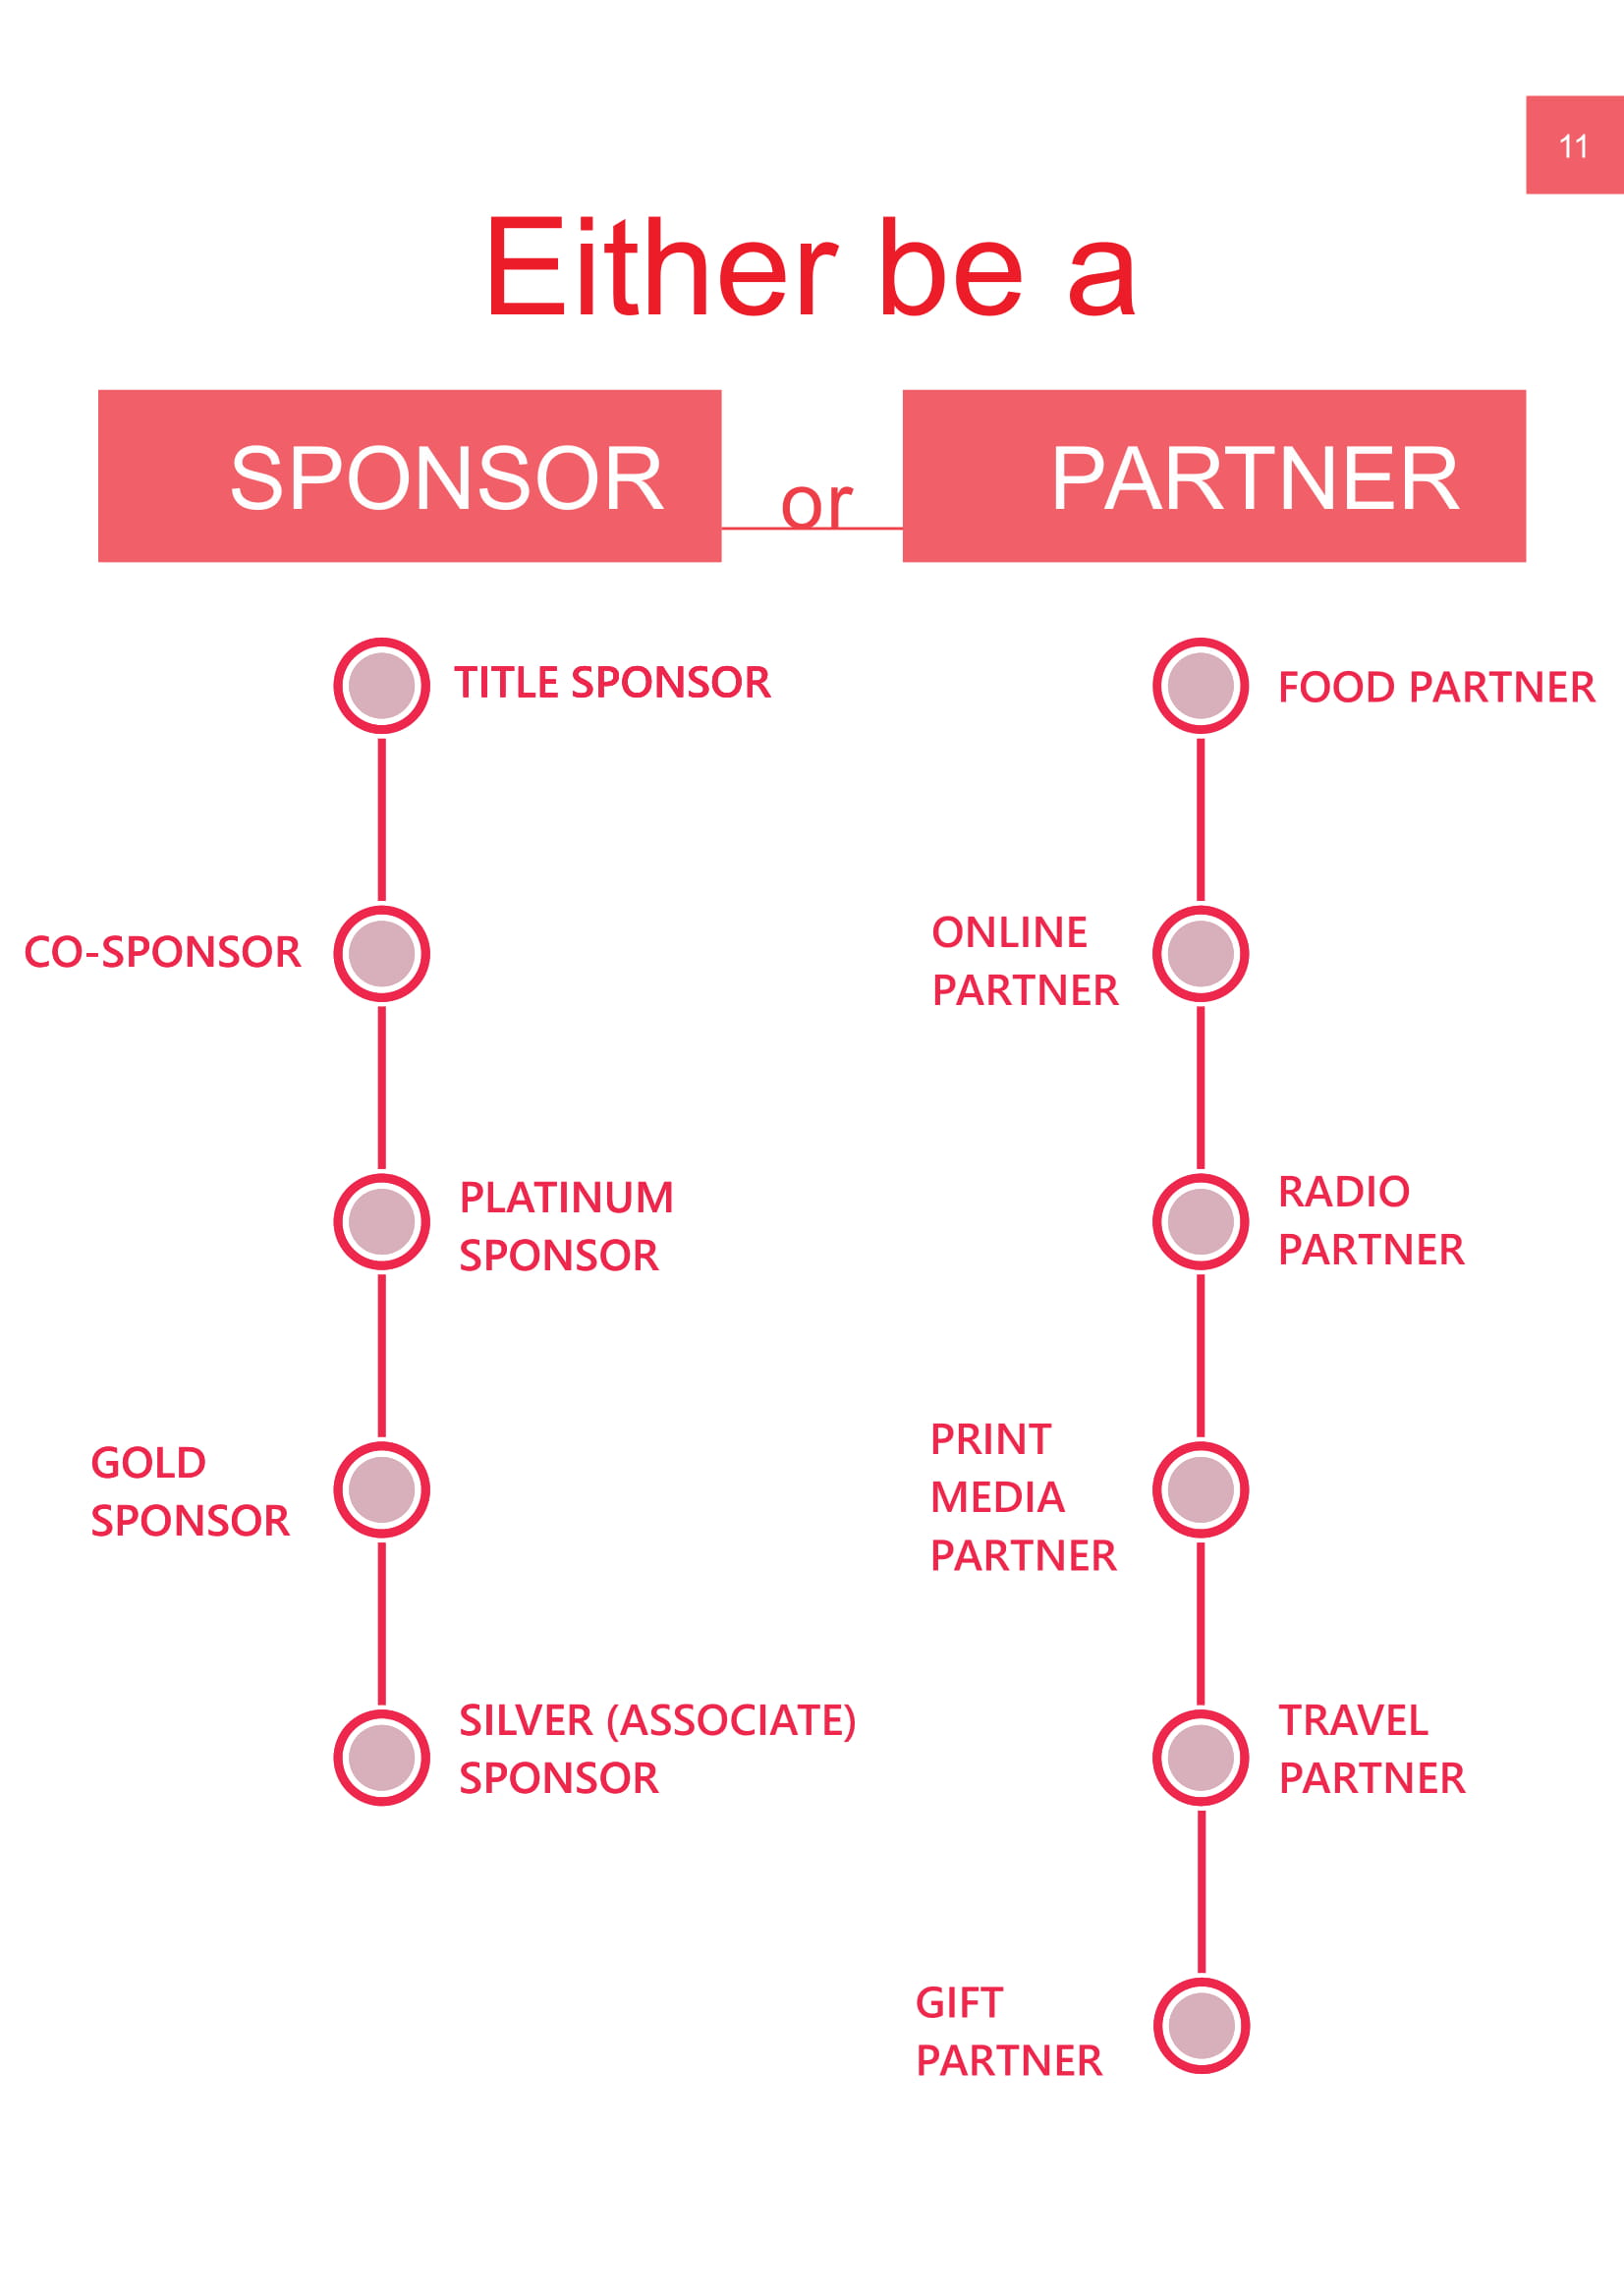 11
Either be a
SPONSOR
or
PARTNER
TITLE SPONSOR
CO-SPONSOR
PLATINUM
SPONSOR
GOLD
SPONSOR
SILVER (ASSOCIATE)
SPONSOR
FOOD PARTNER
ONLINE
PARTNER
RADIO
PARTNER
PRINT
MEDIA
PARTNER
TRAVEL
PARTNER
GIFT
PARTNER